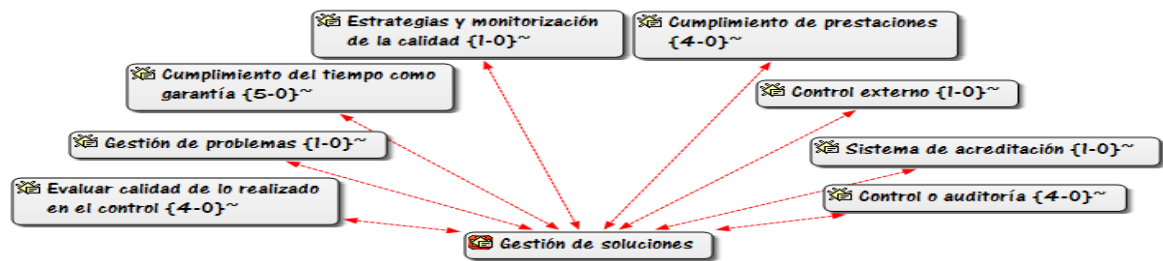 Estrategias y monitorización
de la calidad {1-0}~
Cumplimiento de prestaciones
{4-0}~
Cumplimiento del tiempo como
garantía {5-0}~
Control externo {1-0}~
Gestión de problemas {1-0}~
Sistema de acreditación {1-0}~
Evaluar calidad de lo realizado
en el control {4-0}~
Control o auditoría {4-0}~
Gestión de soluciones